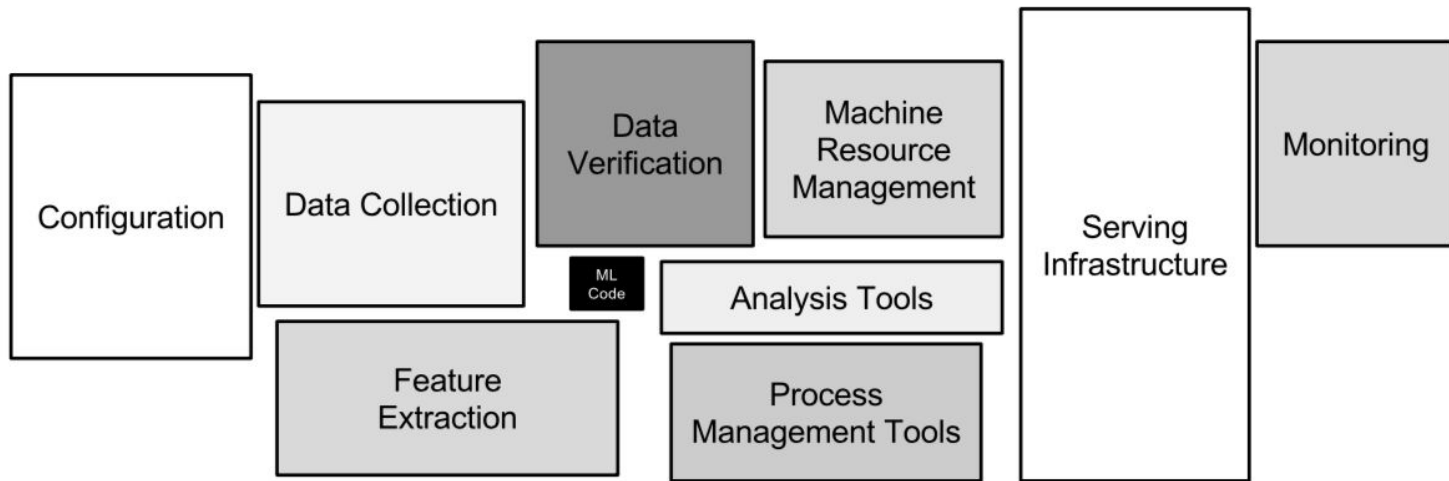 Configuration
Data Collection
Data
Verification
Machine
Resource
Management
Monitoring
Serving
Infrastructure
ML
Code
Analysis Tools
Feature
Extraction
Process
Management Tools